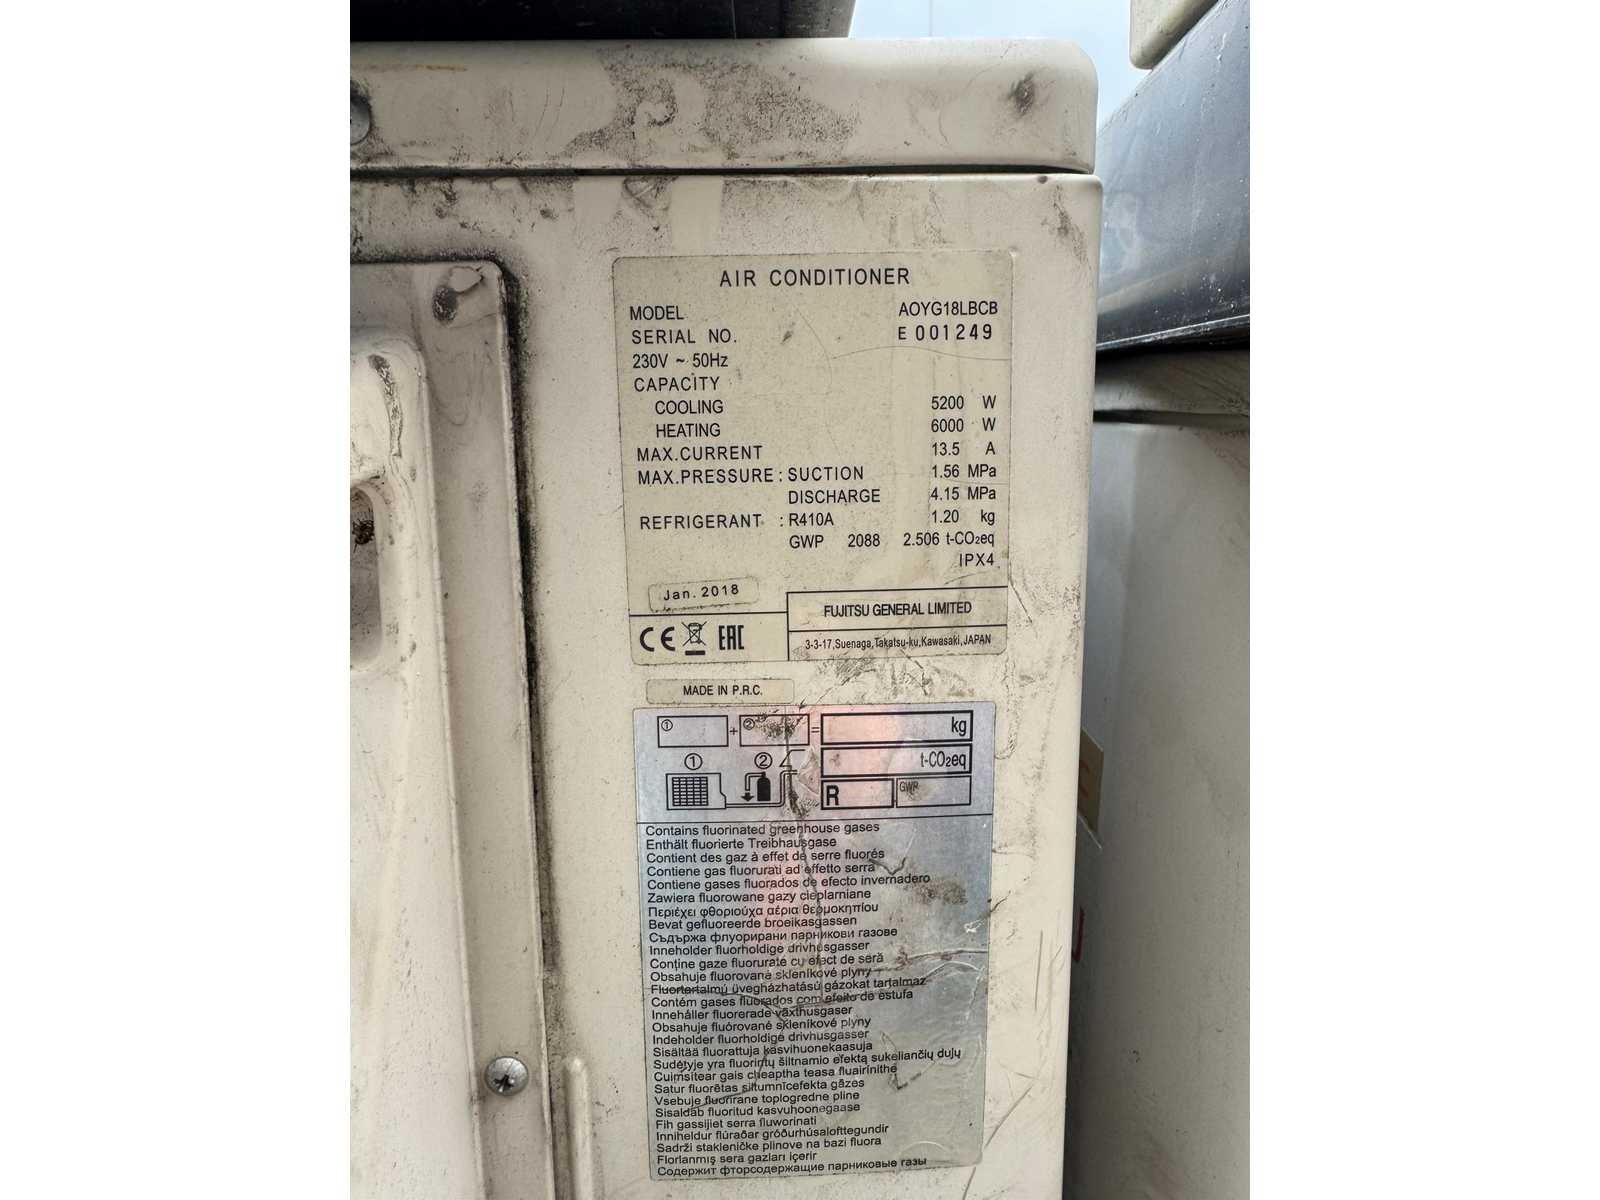 AIR CONDITIONER
MODEL AOYG18LBCB
SERIAL NO. E 001249
230V ~ 50Hz
CAPACITY
COOLING 5200 W
HEATING 6000 W
MAX.CURRENT 13.5 A
MAX.PRESSURE : SUCTION 1.56 MPa
DISCHARGE 4.15 MPa
REFRIGERANT : R410A 1.20 kg
GWP 2088 2.506 t-CO₂eq
IPX4
Jan. 2018
FUJITSU GENERAL LIMITED
CE EAC
3-3-17,Suenaga,Takatsu-ku,Kawasaki,JAPAN
MADE IN P.R.C.
① + ② = kg
① ② t-CO₂eq
R GWP
Contains fluorinated greenhouse gases
Enthält fluorierte Treibhausgase
Contient des gaz à effet de serre fluorés
Contiene gas fluorurati ad effetto serra
Contiene gases fluorados de efecto invernadero
Zawiera fluorowane gazy cieplarniane
Περιέχει φθοριούχα αέρια θερμοκηπίου
Bevat gefluoreerde broeikasgassen
Съдържа флуорирани парникови газове
Inneholder fluorholdige drivhusgasser
Conține gaze fluorurate cu efect de seră
Obsahuje fluorované skleníkové plyny
Fluortartalmú üvegházhatású gázokat tartalmaz
Contém gases fluorados com efeito de estufa
Innehåller fluorerade växthusgaser
Obsahuje fluórované skleníkové plyny
Indeholder fluorholdige drivhusgasser
Sisältää fluorattuja kasvihuonekaasuja
Sudėtyje yra fluorintų šiltnamio efektą sukeliančių dujų
Cuimsítear gais cheaptha teasa fluairínithe
Satur fluorētas siltumnīcefekta gāzes
Vsebuje fluorirane toplogredne pline
Sisaldab fluoritud kasvuhoonegaase
Fih gassijiet serra fluworinati
Inniheldur flúraðar gróðurhúsalofttegundir
Sadrži stakleničke plinove na bazi fluora
Florlanmış sera gazları içerir
Содержит фторсодержащие парниковые газы